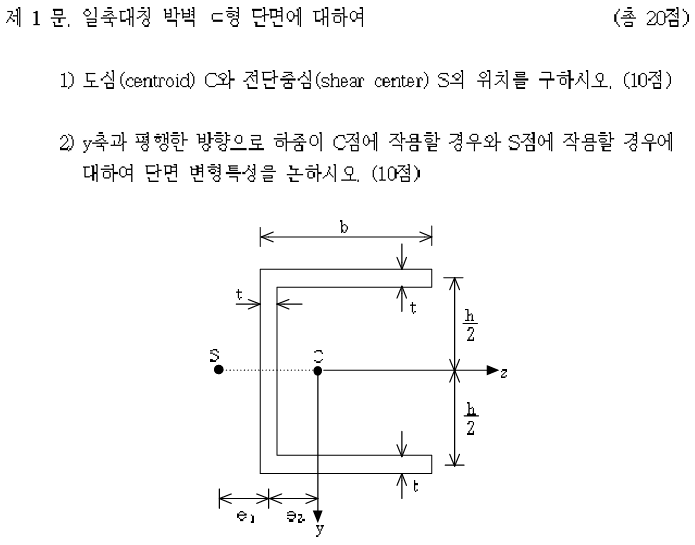 제 1 문. 일축대칭 박벽 ㄷ형 단면에 대하여 (총 20점)
1) 도심(centroid) C와 전단중심(shear center) S의 위치를 구하시오. (10점)
2) y축과 평행한 방향으로 하중이 C점에 작용할 경우와 S점에 작용할 경우에
대하여 단면 변형특성을 논하시오. (10점)
b
t
t
h
2
S
C
z
h
2
t
e₁
e₂
y